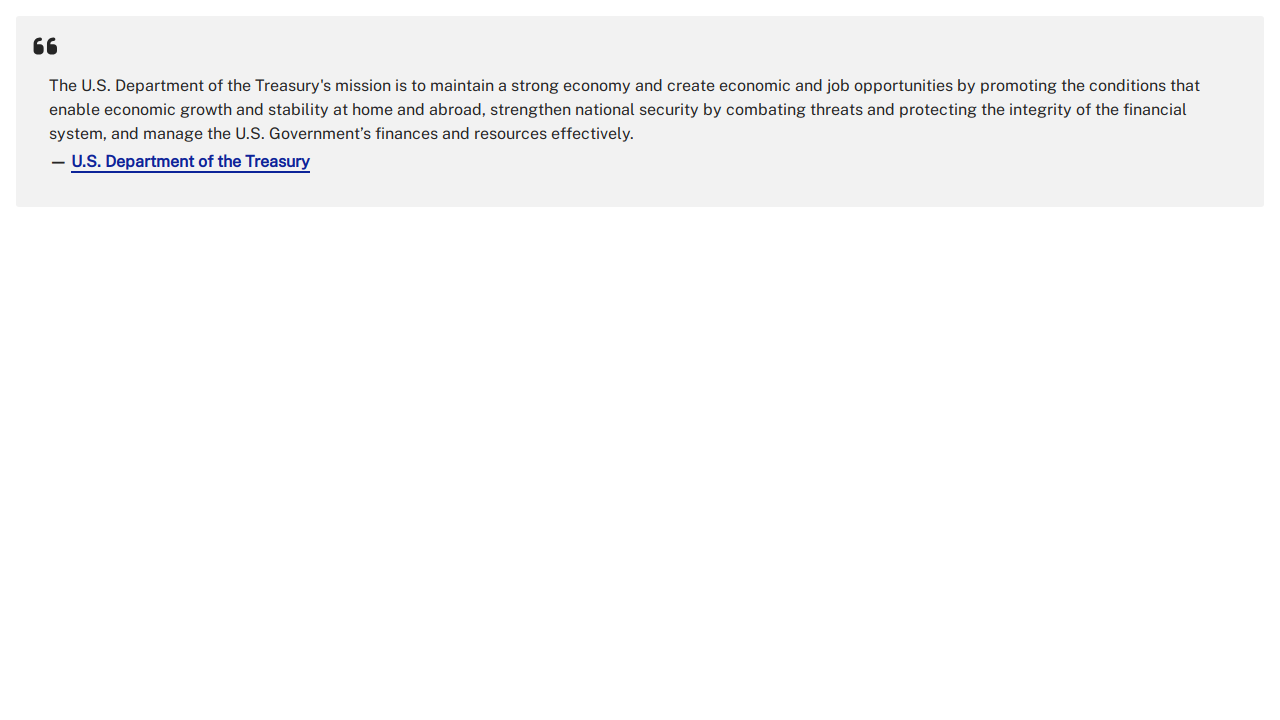 ❝
The U.S. Department of the Treasury's mission is to maintain a strong economy and create economic and job opportunities by promoting the conditions that
enable economic growth and stability at home and abroad, strengthen national security by combating threats and protecting the integrity of the financial
system, and manage the U.S. Government’s finances and resources effectively.
— U.S. Department of the Treasury